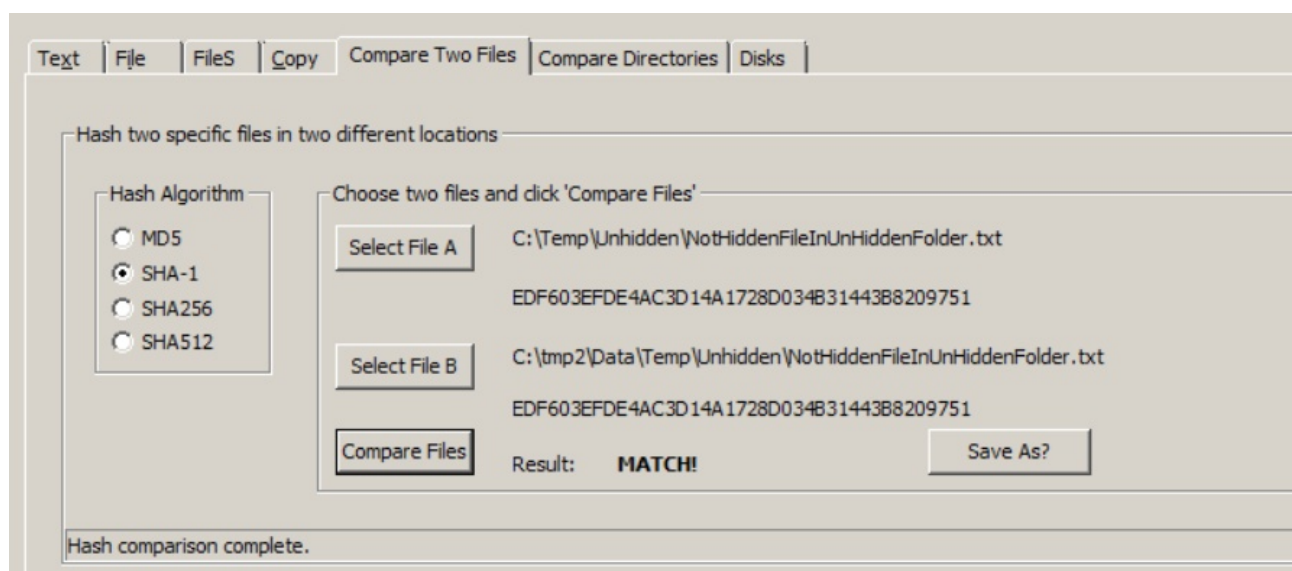 Text File FileS Copy Compare Two Files Compare Directories Disks
Hash two specific files in two different locations
Hash Algorithm
MD5
SHA-1
SHA256
SHA512
Choose two files and click 'Compare Files'
Select File A C:\Temp\Unhidden\NotHiddenFileInUnHiddenFolder.txt
EDF603EFDE4AC3D14A1728D034B31443B8209751
Select File B C:\tmp2\Data\Temp\Unhidden\NotHiddenFileInUnHiddenFolder.txt
EDF603EFDE4AC3D14A1728D034B31443B8209751
Compare Files Result: MATCH! Save As?
Hash comparison complete.